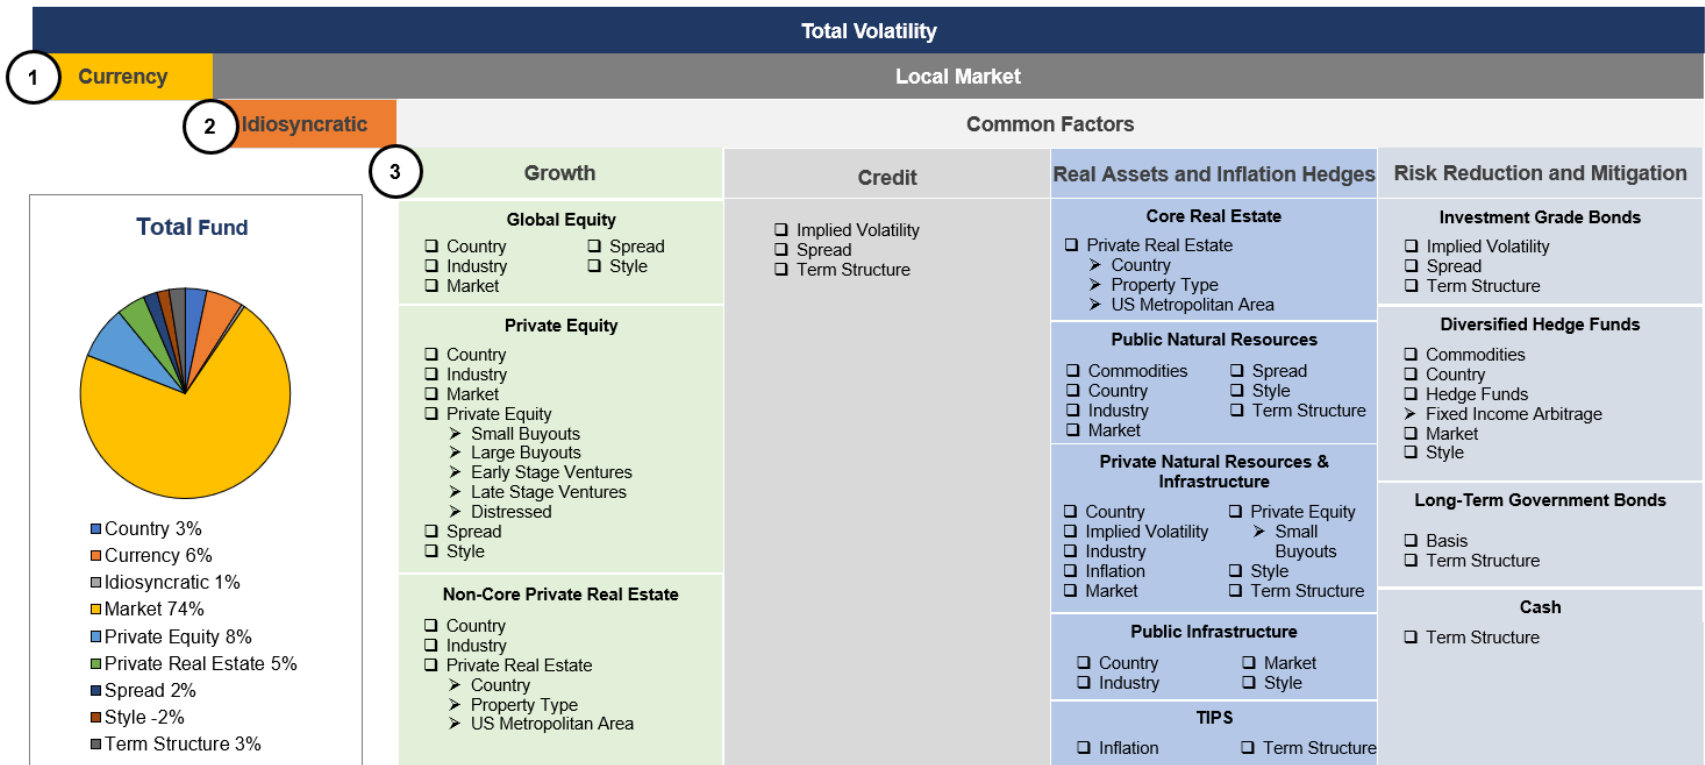 Total Volatility
1 Currency
Local Market
2 Idiosyncratic
Common Factors
3
Growth
Credit
Real Assets and Inflation Hedges
Risk Reduction and Mitigation
Total Fund
Country 3%
Currency 6%
Idiosyncratic 1%
Market 74%
Private Equity 8%
Private Real Estate 5%
Spread 2%
Style -2%
Term Structure 3%
Global Equity
Country
Industry
Market
Spread
Style
Private Equity
Country
Industry
Market
Private Equity
Small Buyouts
Large Buyouts
Early Stage Ventures
Late Stage Ventures
Distressed
Spread
Style
Non-Core Private Real Estate
Country
Industry
Private Real Estate
Country
Property Type
US Metropolitan Area
Implied Volatility
Spread
Term Structure
Core Real Estate
Private Real Estate
Country
Property Type
US Metropolitan Area
Public Natural Resources
Commodities
Country
Industry
Market
Spread
Style
Term Structure
Private Natural Resources &
Infrastructure
Country
Implied Volatility
Industry
Inflation
Market
Private Equity
Small
Buyouts
Style
Term Structure
Public Infrastructure
Country
Industry
Market
Style
TIPS
Inflation
Term Structure
Investment Grade Bonds
Implied Volatility
Spread
Term Structure
Diversified Hedge Funds
Commodities
Country
Hedge Funds
Fixed Income Arbitrage
Market
Style
Long-Term Government Bonds
Basis
Term Structure
Cash
Term Structure